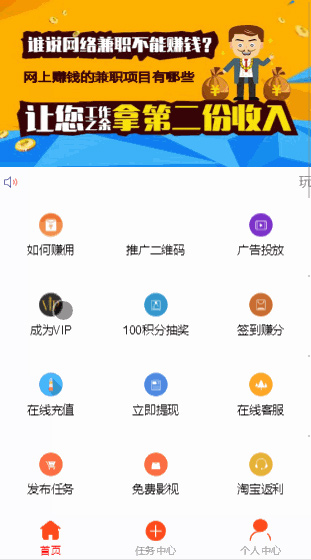 谁说网络兼职不能赚钱?
网上赚钱的兼职项目有哪些
让您工作之余拿第二份收入
玩
如何赚佣 推广二维码 广告投放
成为VIP 100积分抽奖 签到赚分
在线充值 立即提现 在线客服
发布任务 免费影视 淘宝返利
首页 任务中心 个人中心